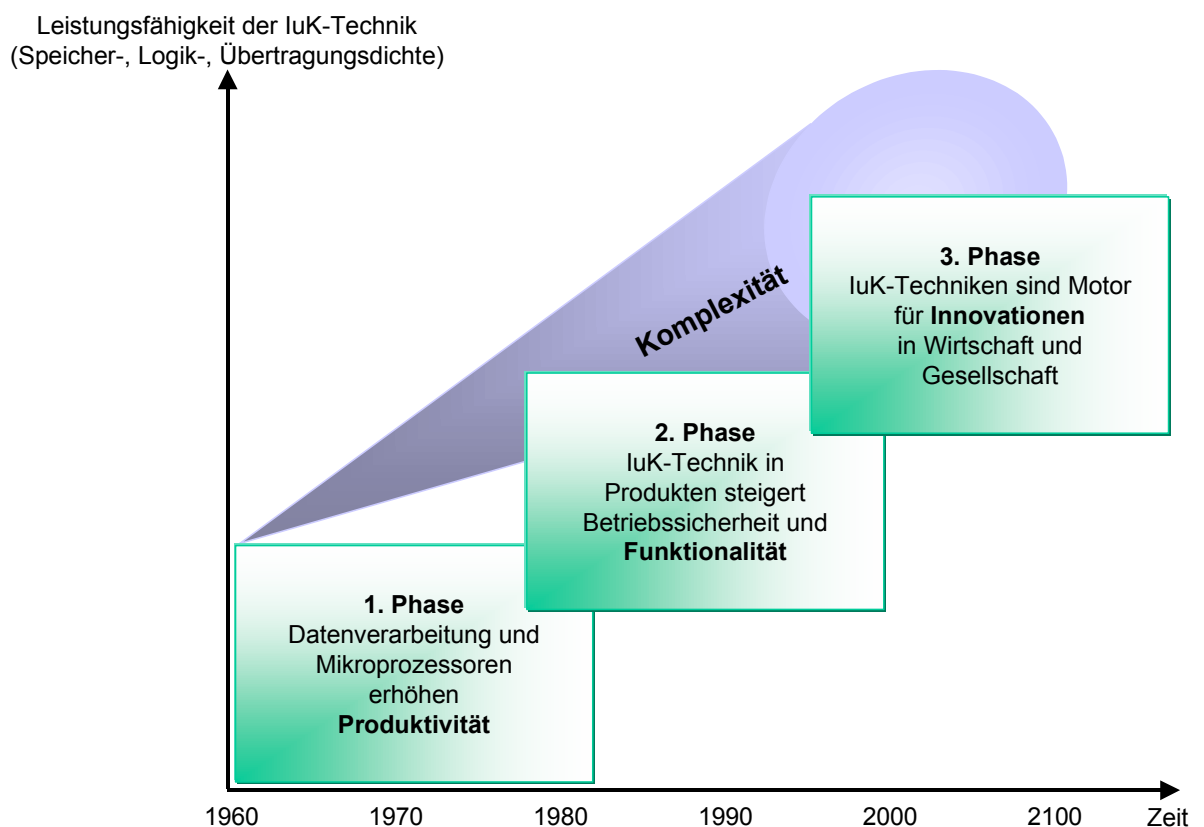 Leistungsfähigkeit der IuK-Technik
(Speicher-, Logik-, Übertragungsdichte)
Komplexität
3. Phase
IuK-Techniken sind Motor
für Innovationen
in Wirtschaft und
Gesellschaft
2. Phase
IuK-Technik in
Produkten steigert
Betriebssicherheit und
Funktionalität
1. Phase
Datenverarbeitung und
Mikroprozessoren
erhöhen
Produktivität
1960 1970 1980 1990 2000 2100 Zeit